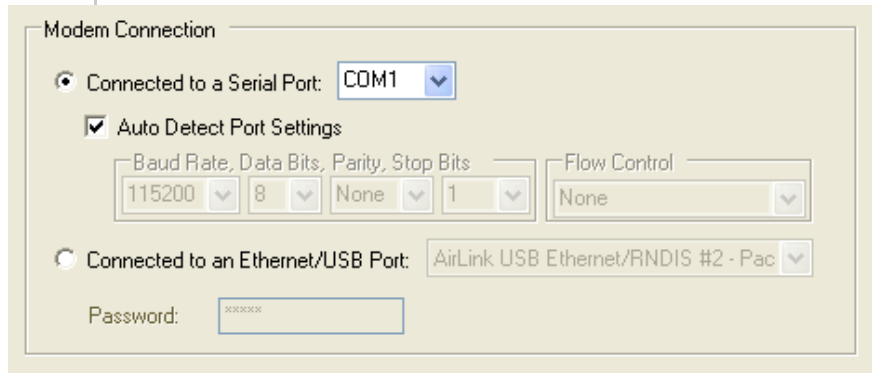 Modem Connection
Connected to a Serial Port: COM1
Auto Detect Port Settings
Baud Rate, Data Bits, Parity, Stop Bits Flow Control
115200 8 None 1 None
Connected to an Ethernet/USB Port: AirLink USB Ethernet/RNDIS #2 - Pac
Password: *****